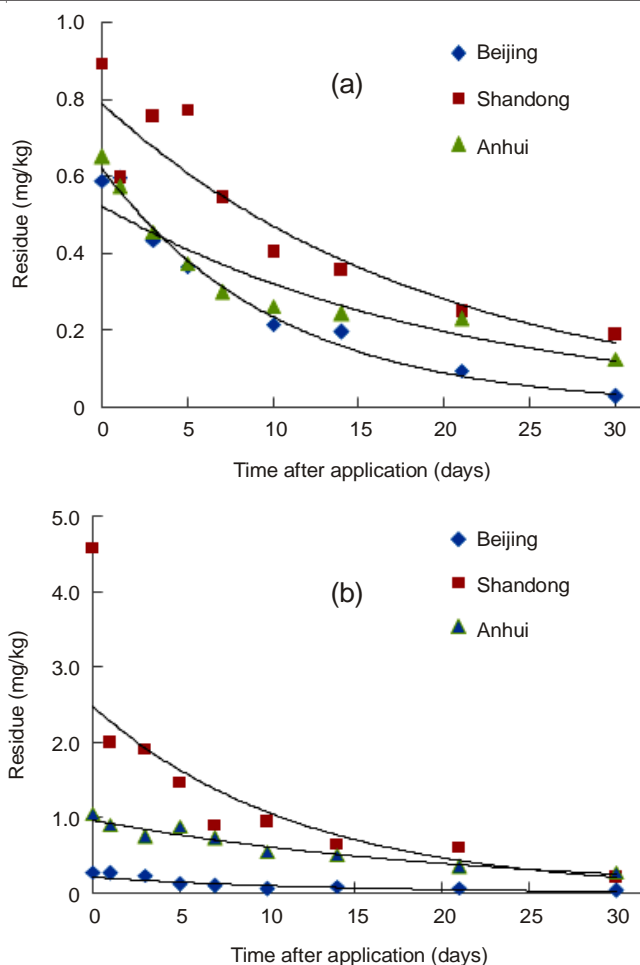 1.0
0.8
0.6
0.4
0.2
0
Residue (mg/kg)
(a)
Beijing
Shandong
Anhui
0 5 10 15 20 25 30
Time after application (days)
5.0
4.0
3.0
2.0
1.0
0
Residue (mg/kg)
(b)
Beijing
Shandong
Anhui
0 5 10 15 20 25 30
Time after application (days)